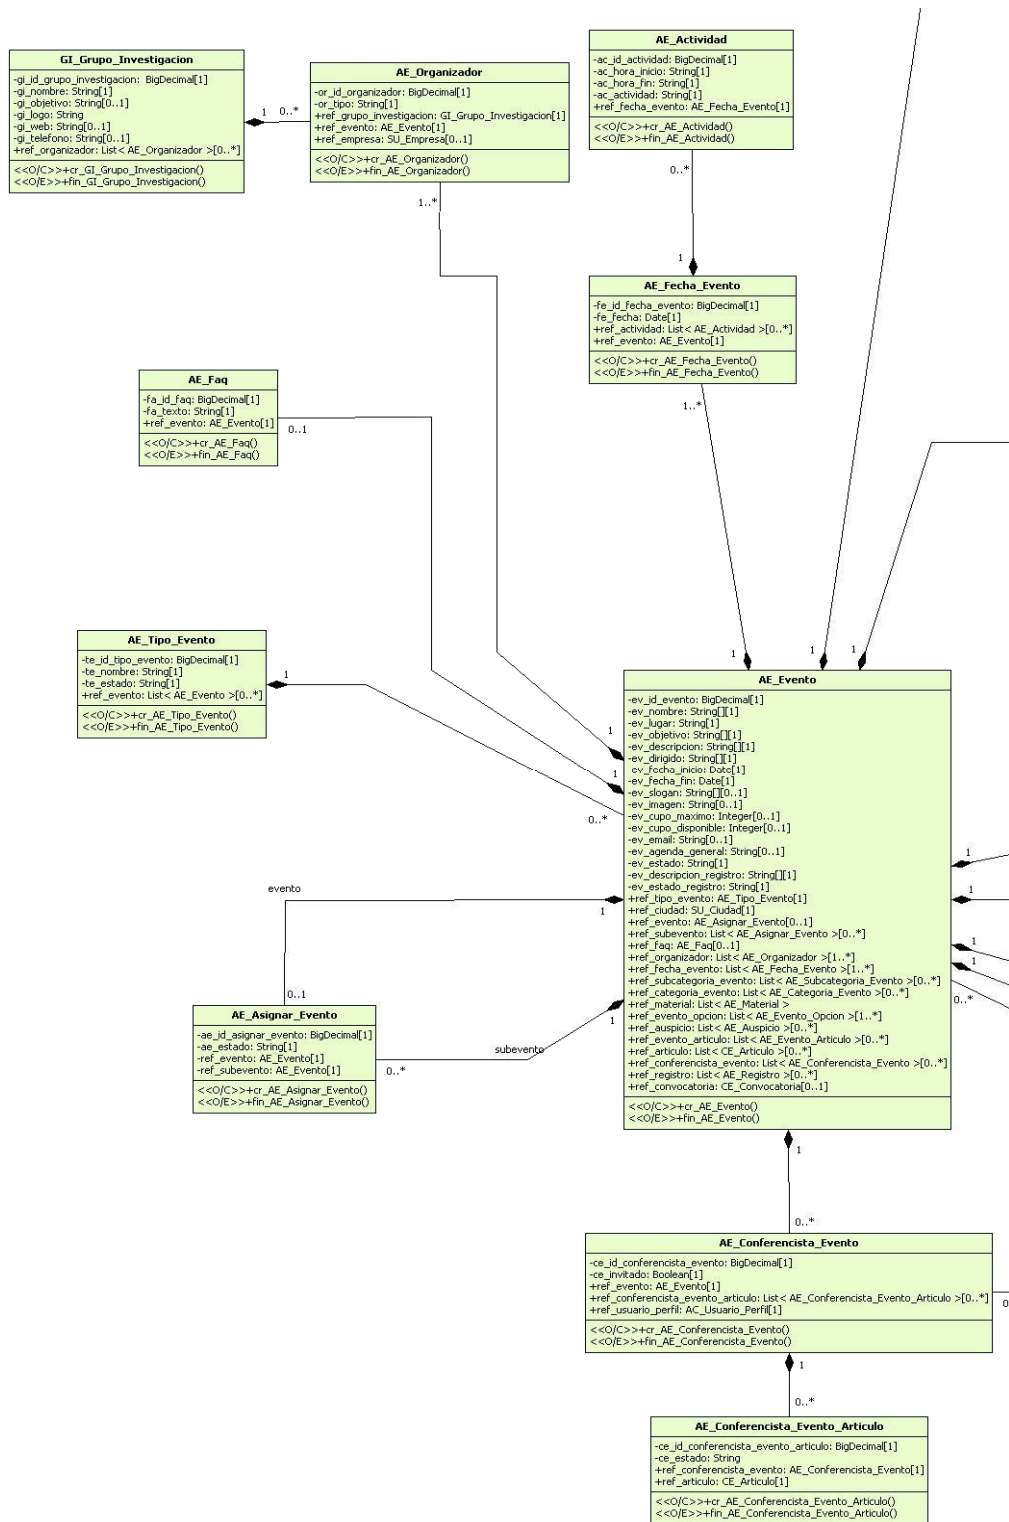 GI_Grupo_Investigacion
-gi_id_grupo_investigacion: BigDecimal[1]
-gi_nombre: String[1]
-gi_objetivo: String[0..1]
-gi_logo: String
-gi_web: String[0..1]
-gi_telefono: String[0..1]
+ref_organizador: List< AE_Organizador >[0..*]
<<O/C>>+cr_GI_Grupo_Investigacion()
<<O/E>>+fin_GI_Grupo_Investigacion()
1
0..*
AE_Organizador
-or_id_organizador: BigDecimal[1]
-or_tipo: String[1]
+ref_grupo_investigacion: GI_Grupo_Investigacion[1]
+ref_evento: AE_Evento[1]
+ref_empresa: SU_Empresa[0..1]
<<O/C>>+cr_AE_Organizador()
<<O/E>>+fin_AE_Organizador()
1..*
AE_Actividad
-ac_id_actividad: BigDecimal[1]
-ac_hora_inicio: String[1]
-ac_hora_fin: String[1]
-ac_actividad: String[1]
+ref_fecha_evento: AE_Fecha_Evento[1]
<<O/C>>+cr_AE_Actividad()
<<O/E>>+fin_AE_Actividad()
0..*
1
AE_Fecha_Evento
-fe_id_fecha_evento: BigDecimal[1]
-fe_fecha: Date[1]
+ref_actividad: List< AE_Actividad >[0..*]
+ref_evento: AE_Evento[1]
<<O/C>>+cr_AE_Fecha_Evento()
<<O/E>>+fin_AE_Fecha_Evento()
1..*
AE_Faq
-fa_id_faq: BigDecimal[1]
-fa_texto: String[1]
+ref_evento: AE_Evento[1]
<<O/C>>+cr_AE_Faq()
<<O/E>>+fin_AE_Faq()
0..1
AE_Tipo_Evento
-te_id_tipo_evento: BigDecimal[1]
-te_nombre: String[1]
-te_estado: String[1]
+ref_evento: List< AE_Evento >[0..*]
<<O/C>>+cr_AE_Tipo_Evento()
<<O/E>>+fin_AE_Tipo_Evento()
1
1
1
1
1
1
0..*
AE_Evento
-ev_id_evento: BigDecimal[1]
-ev_nombre: String[][1]
-ev_lugar: String[1]
-ev_objetivo: String[][1]
-ev_descripcion: String[][1]
-ev_dirigido: String[][1]
-ev_fecha_inicio: Date[1]
-ev_fecha_fin: Date[1]
-ev_slogan: String[][0..1]
-ev_imagen: String[0..1]
-ev_cupo_maximo: Integer[0..1]
-ev_cupo_disponible: Integer[0..1]
-ev_email: String[0..1]
-ev_agenda_general: String[0..1]
-ev_estado: String[1]
-ev_descripcion_registro: String[][1]
-ev_estado_registro: String[1]
+ref_tipo_evento: AE_Tipo_Evento[1]
+ref_ciudad: SU_Ciudad[1]
+ref_evento: AE_Asignar_Evento[0..1]
+ref_subevento: List< AE_Asignar_Evento >[0..*]
+ref_faq: AE_Faq[0..1]
+ref_organizador: List< AE_Organizador >[1..*]
+ref_fecha_evento: List< AE_Fecha_Evento >[1..*]
+ref_subcategoria_evento: List< AE_Subcategoria_Evento >[0..*]
+ref_categoria_evento: List< AE_Categoria_Evento >[0..*]
+ref_material: List< AE_Material >
+ref_evento_opcion: List< AE_Evento_Opcion >[1..*]
+ref_auspicio: List< AE_Auspicio >[0..*]
+ref_evento_articulo: List< AE_Evento_Articulo >[0..*]
+ref_articulo: List< CE_Articulo >[0..*]
+ref_conferencista_evento: List< AE_Conferencista_Evento >[0..*]
+ref_registro: List< AE_Registro >[0..*]
+ref_convocatoria: CE_Convocatoria[0..1]
<<O/C>>+cr_AE_Evento()
<<O/E>>+fin_AE_Evento()
1
1
1
1
0..*
evento
1
0..1
AE_Asignar_Evento
-ae_id_asignar_evento: BigDecimal[1]
-ae_estado: String[1]
-ref_evento: AE_Evento[1]
-ref_subevento: AE_Evento[1]
<<O/C>>+cr_AE_Asignar_Evento()
<<O/E>>+fin_AE_Asignar_Evento()
0..*
subevento
1
1
0..*
AE_Conferencista_Evento
-ce_id_conferencista_evento: BigDecimal[1]
-ce_invitado: Boolean[1]
+ref_evento: AE_Evento[1]
+ref_conferencista_evento_articulo: List< AE_Conferencista_Evento_Articulo >[0..*]
+ref_usuario_perfil: AC_Usuario_Perfil[1]
<<O/C>>+cr_AE_Conferencista_Evento()
<<O/E>>+fin_AE_Conferencista_Evento()
0
1
0..*
AE_Conferencista_Evento_Articulo
-ce_id_conferencista_evento_articulo: BigDecimal[1]
-ce_estado: String
+ref_conferencista_evento: AE_Conferencista_Evento[1]
+ref_articulo: CE_Articulo[1]
<<O/C>>+cr_AE_Conferencista_Evento_Articulo()
<<O/E>>+fin_AE_Conferencista_Evento_Articulo()